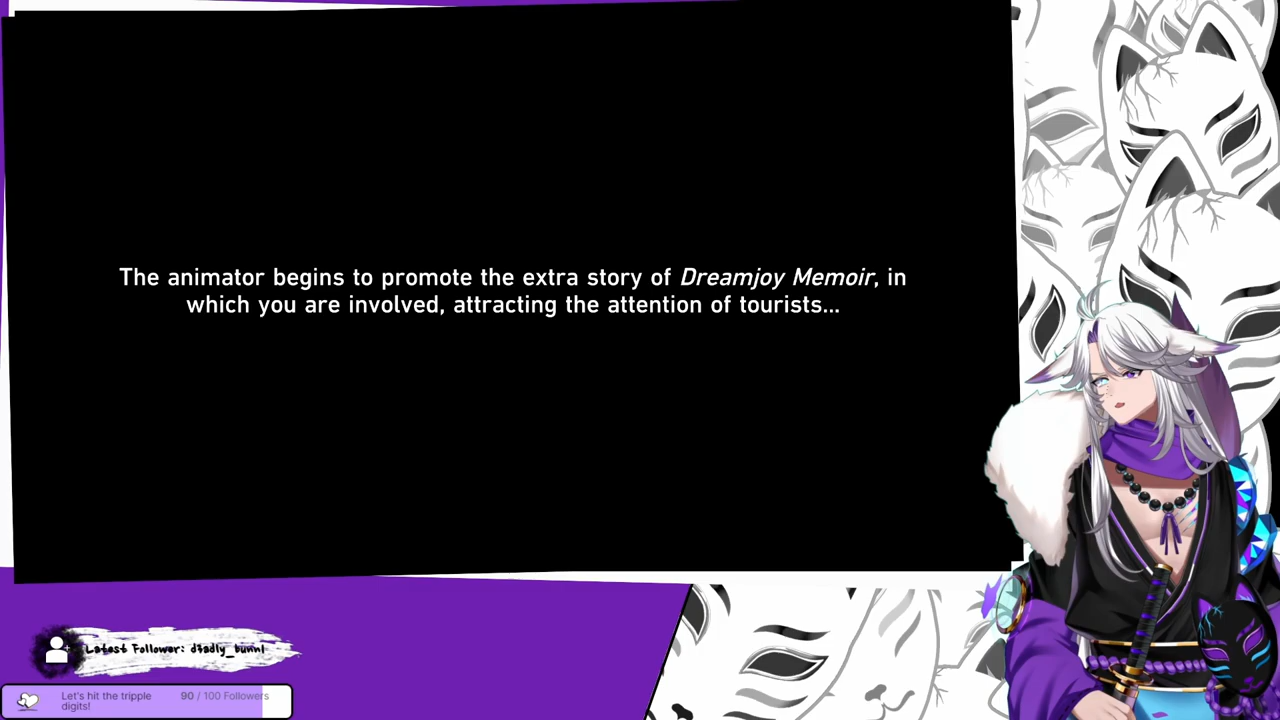 The animator begins to promote the extra story of Dreamjoy Memoir, in
which you are involved, attracting the attention of tourists...
Latest Follower: d3adly_bunn1
Let's hit the tripple
digits!
90 / 100 Followers